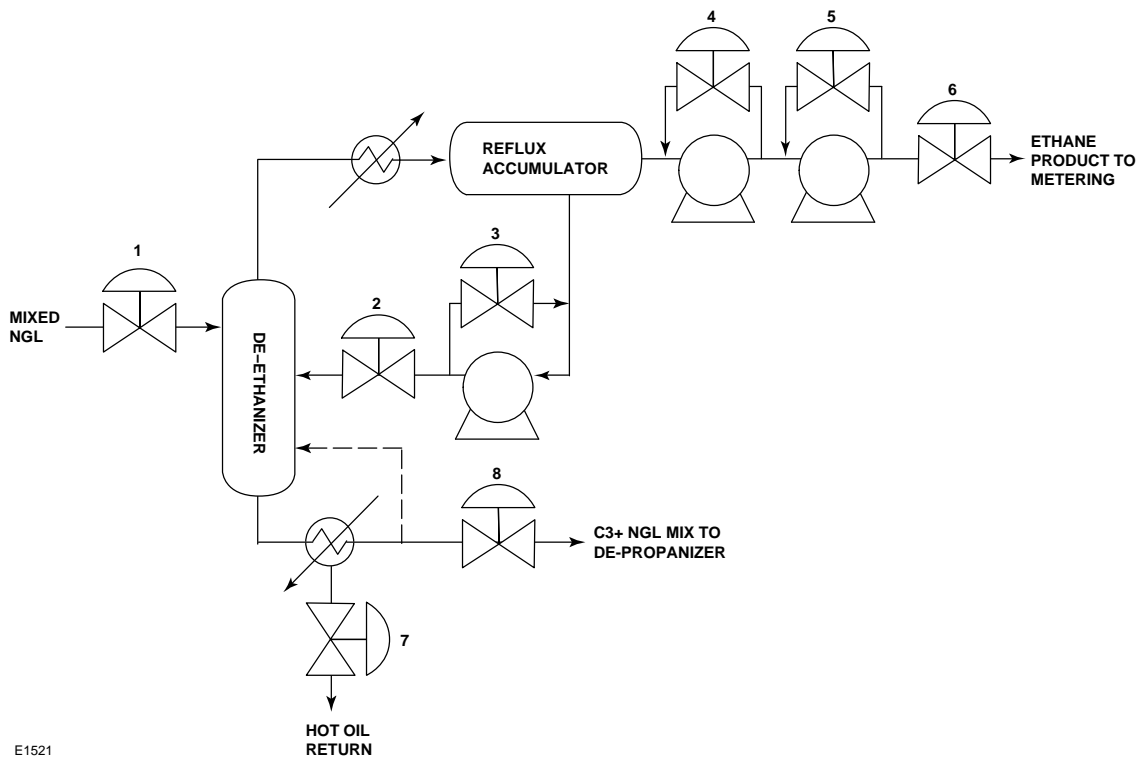 4
5
6
REFLUX
ACCUMULATOR
ETHANE
PRODUCT TO
METERING
1
3
2
MIXED
NGL
DE–ETHANIZER
8
C3+ NGL MIX TO
DE-PROPANIZER
7
HOT OIL
RETURN
E1521